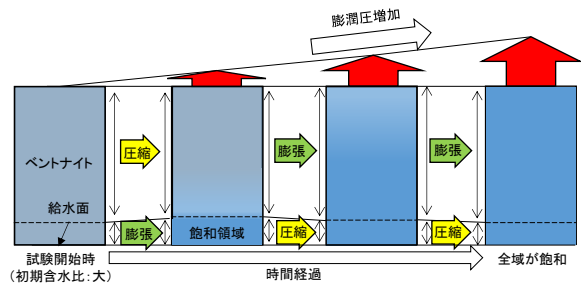 膨潤圧増加
ベントナイト
圧縮
膨張
膨張
給水面
膨張
飽和領域
圧縮
圧縮
試験開始時
(初期含水比:大)
時間経過
全域が飽和